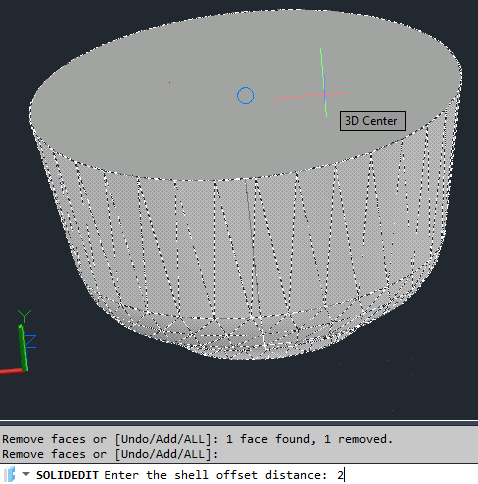 3D Center
Y
Z
Remove faces or [Undo/Add/ALL]: 1 face found, 1 removed.
Remove faces or [Undo/Add/ALL]:
SOLIDEDIT Enter the shell offset distance: 2